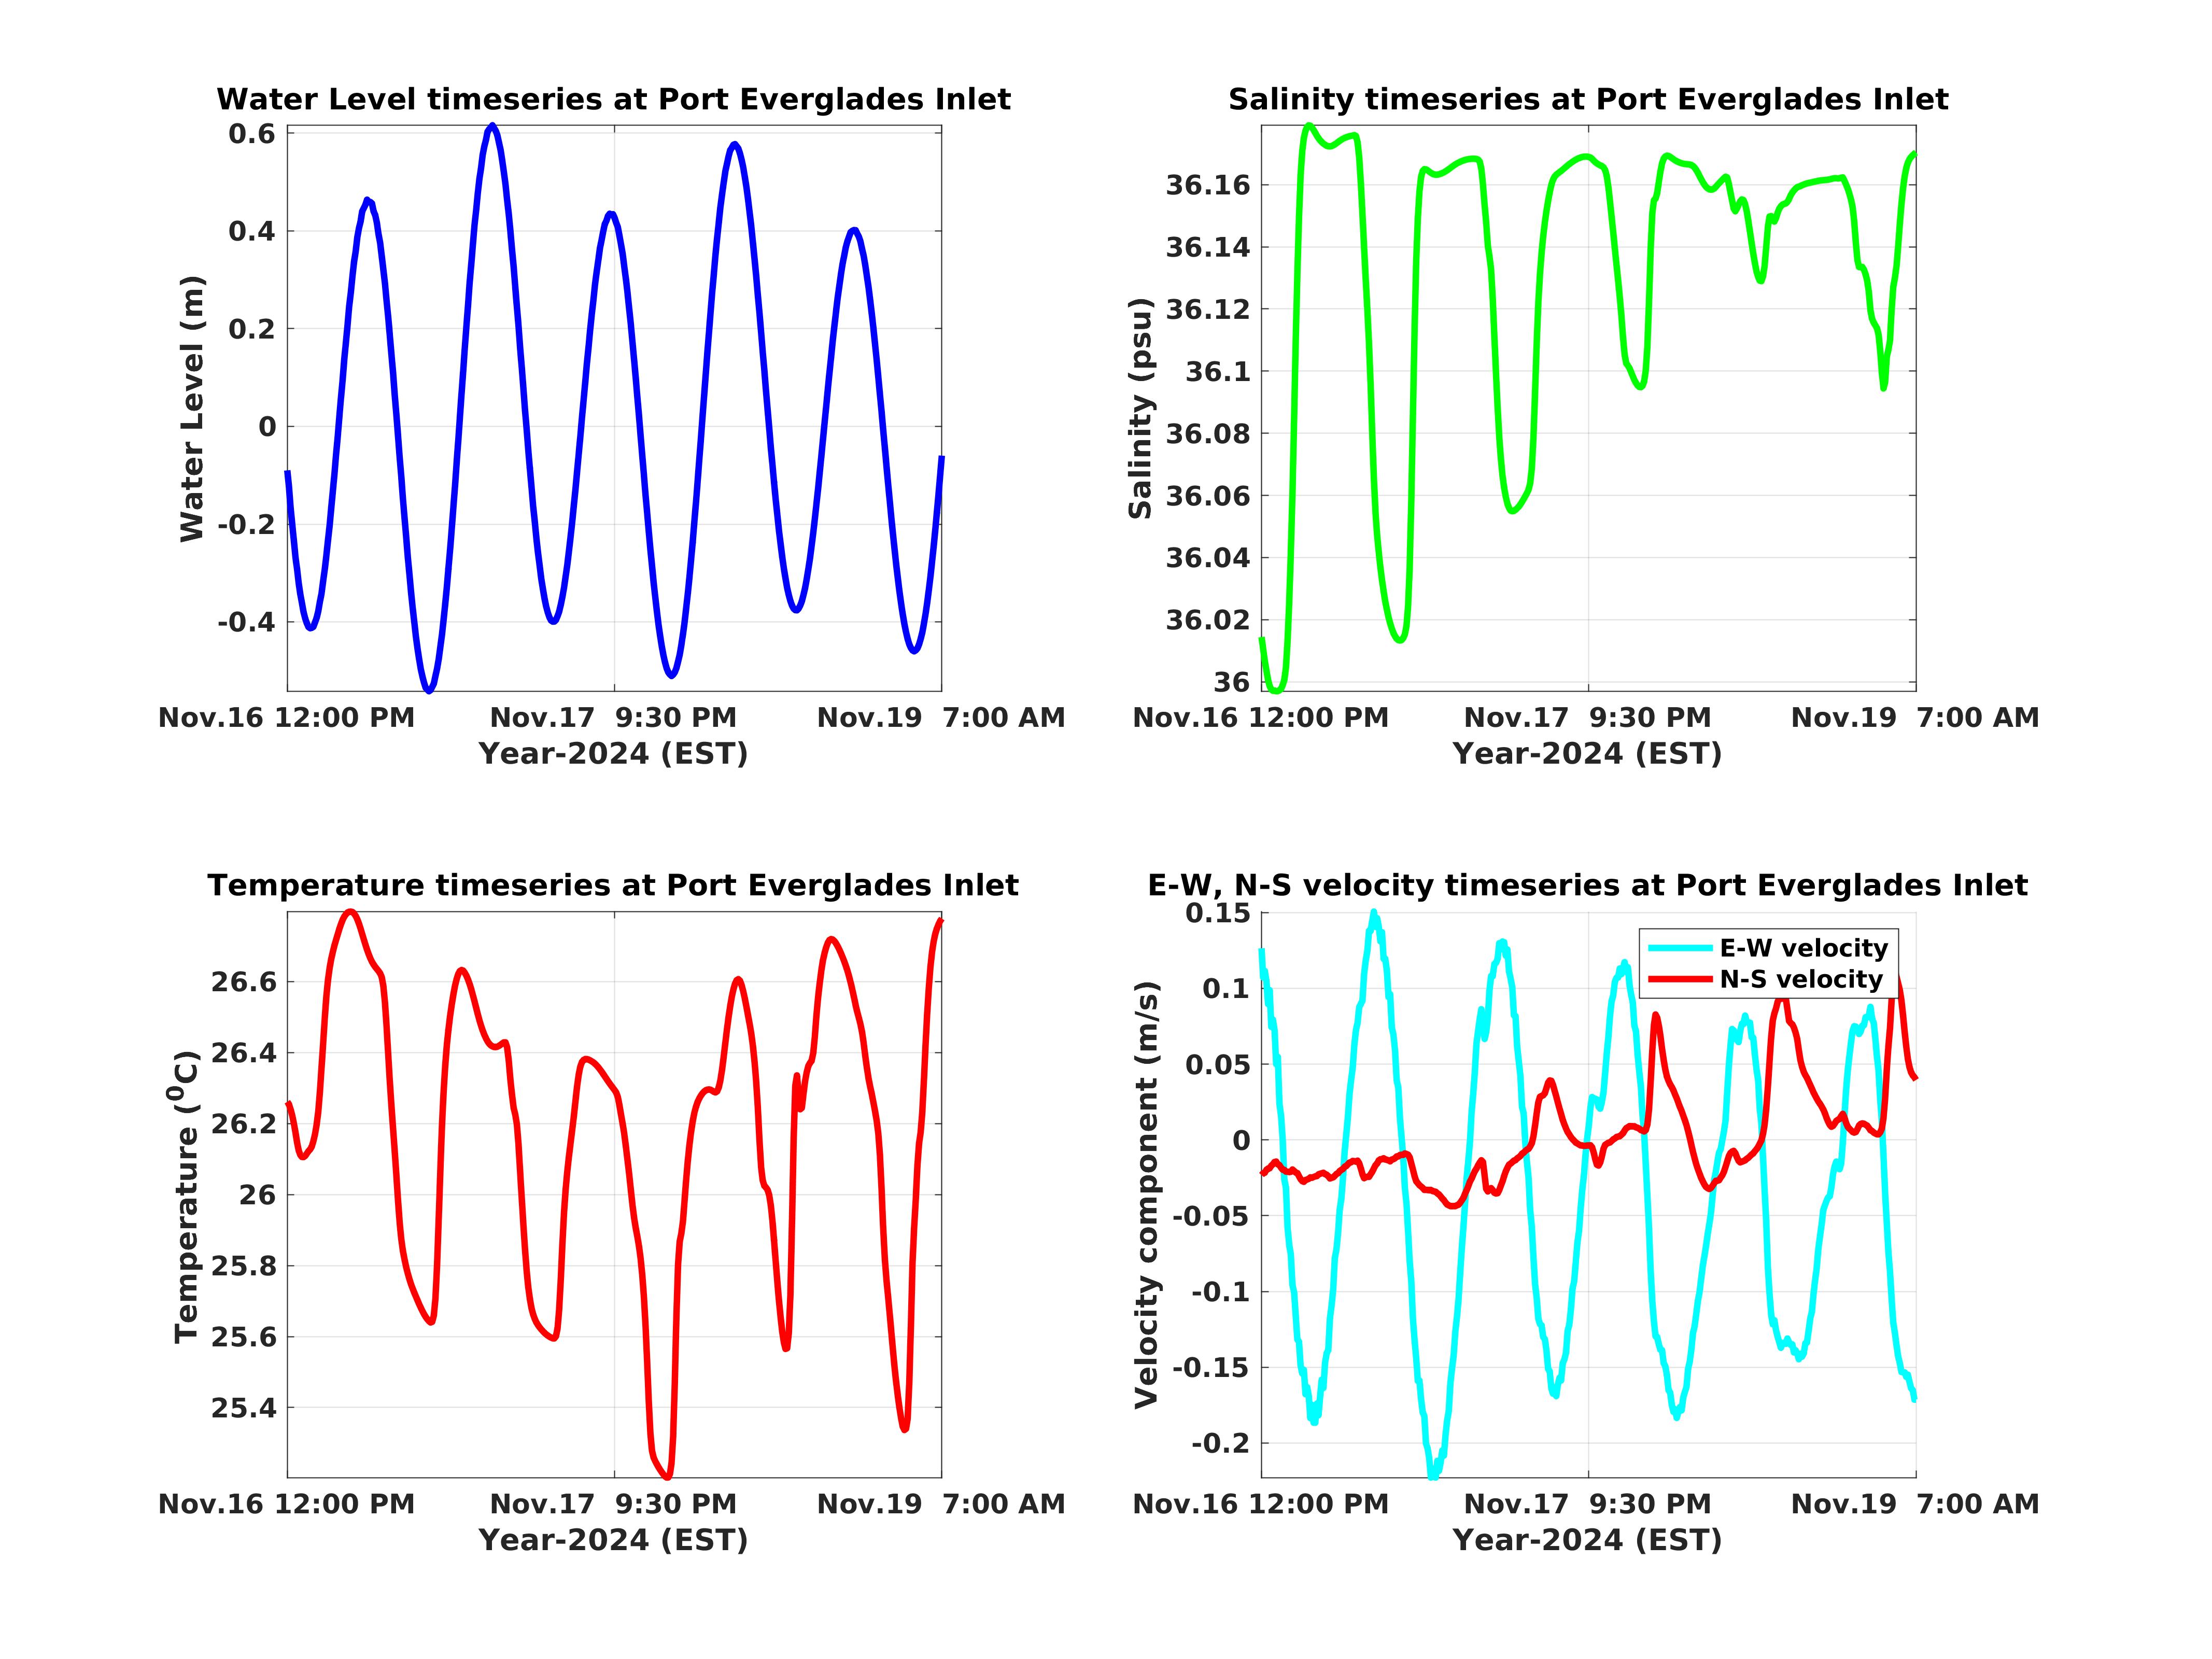 Water Level timeseries at Port Everglades Inlet
0.6
0.4
0.2
0
-0.2
-0.4
Water Level (m)
Nov.16 12:00 PM Nov.17 9:30 PM Nov.19 7:00 AM
Year-2024 (EST)
Salinity timeseries at Port Everglades Inlet
36.16
36.14
36.12
36.1
36.08
36.06
36.04
36.02
36
Salinity (psu)
Nov.16 12:00 PM Nov.17 9:30 PM Nov.19 7:00 AM
Year-2024 (EST)
Temperature timeseries at Port Everglades Inlet
26.6
26.4
26.2
26
25.8
25.6
25.4
Temperature (⁰C)
Nov.16 12:00 PM Nov.17 9:30 PM Nov.19 7:00 AM
Year-2024 (EST)
E-W, N-S velocity timeseries at Port Everglades Inlet
0.15
0.1
0.05
0
-0.05
-0.1
-0.15
-0.2
Velocity component (m/s)
E-W velocity
N-S velocity
Nov.16 12:00 PM Nov.17 9:30 PM Nov.19 7:00 AM
Year-2024 (EST)